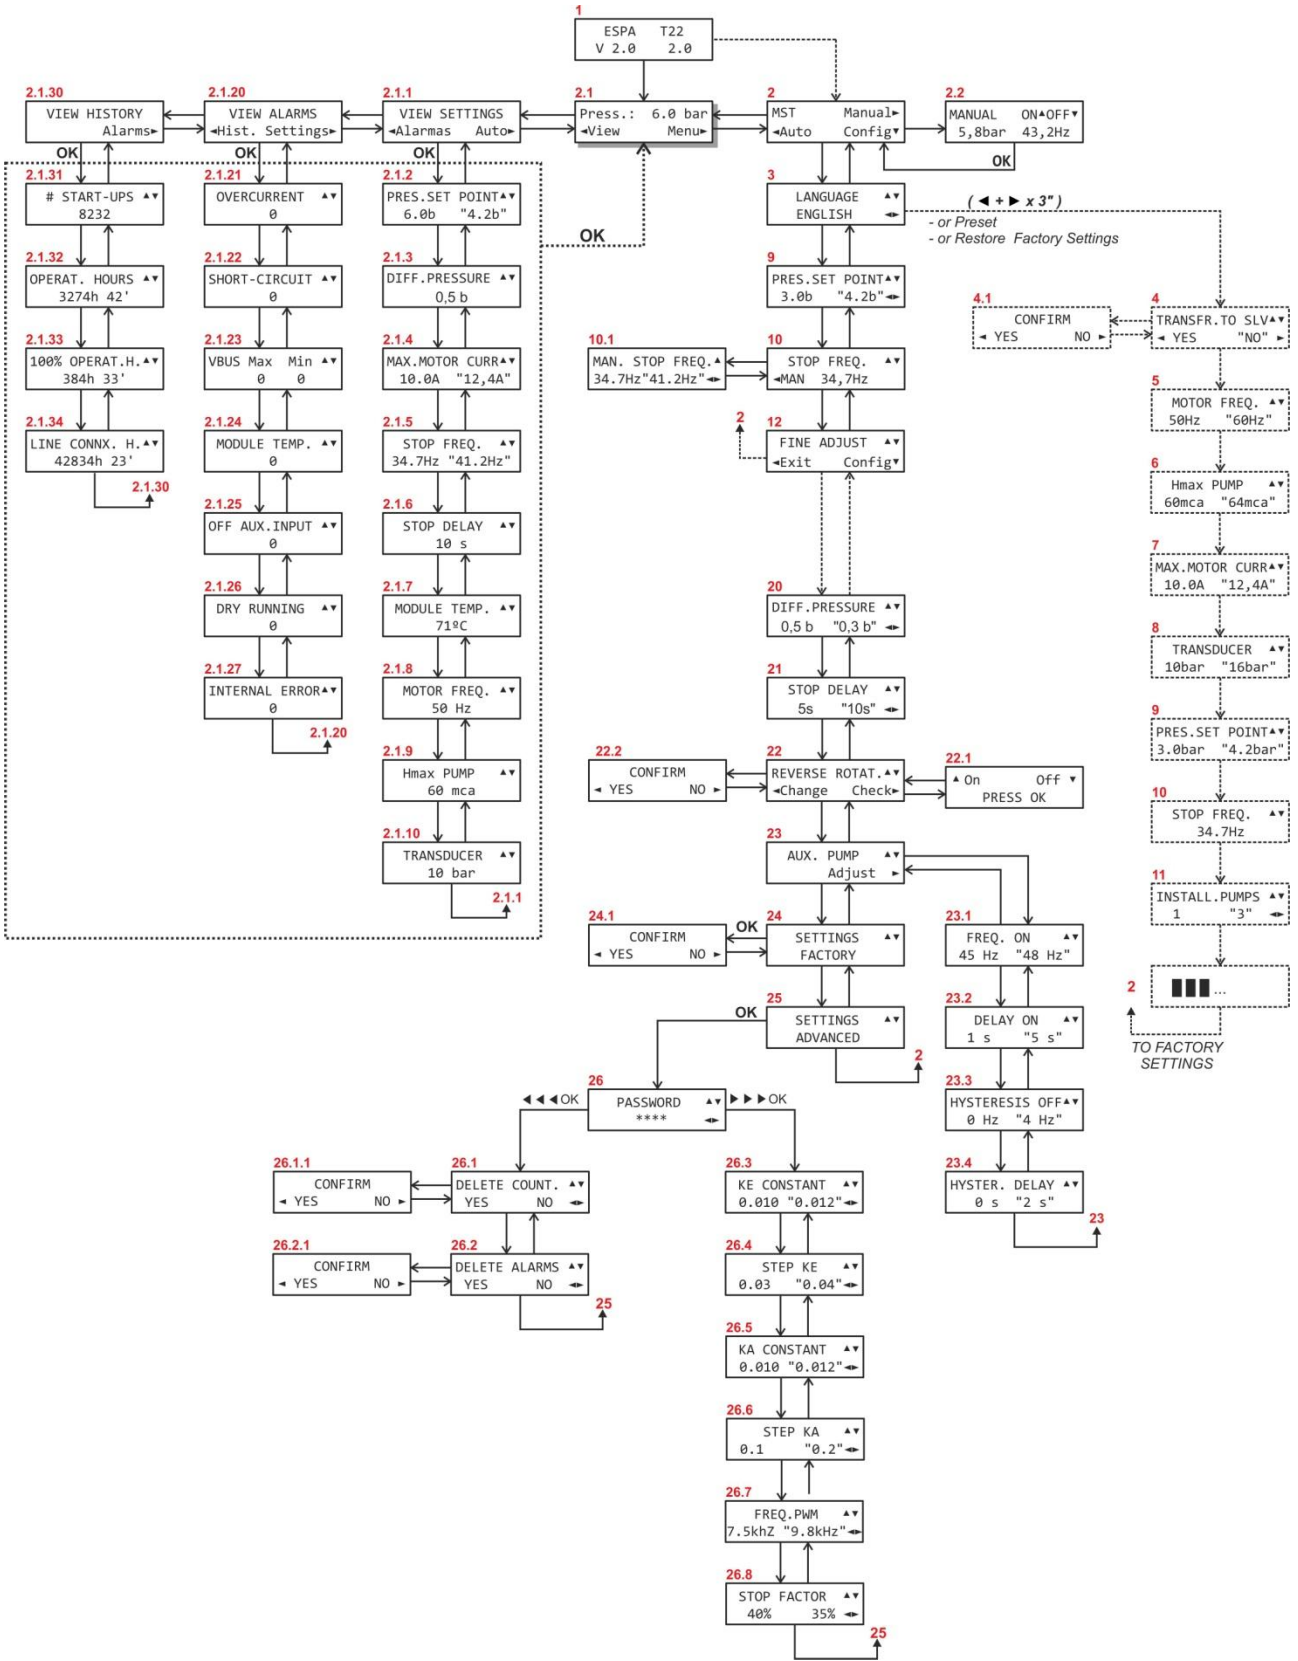 1
ESPA T22
V 2.0 2.0
2.1.30
VIEW HISTORY
Alarms►
2.1.20
VIEW ALARMS
◄Hist. Settings►
2.1.1
VIEW SETTINGS
◄Alarmas Auto►
2.1
Press.: 6.0 bar
◄View Menu►
2
MST Manual►
◄Auto Config▼
2.2
MANUAL ON▲OFF▼
5,8bar 43,2Hz
OK
OK
OK
OK
2.1.31
# START-UPS ▲▼
8232
2.1.32
OPERAT. HOURS ▲▼
3274h 42'
2.1.33
100% OPERAT.H.▲▼
384h 33'
2.1.34
LINE CONNX. H.▲▼
42834h 23'
2.1.30
2.1.21
OVERCURRENT ▲▼
0
2.1.22
SHORT-CIRCUIT ▲▼
0
2.1.23
VBUS Max Min ▲▼
0 0
2.1.24
MODULE TEMP. ▲▼
0
2.1.25
OFF AUX.INPUT ▲▼
0
2.1.26
DRY RUNNING ▲▼
0
2.1.27
INTERNAL ERROR▲▼
0
2.1.20
2.1.2
PRES.SET POINT▲▼
6.0b "4.2b"
2.1.3
DIFF.PRESSURE ▲▼
0,5 b
2.1.4
MAX.MOTOR CURR▲▼
10.0A "12,4A"
2.1.5
STOP FREQ. ▲▼
34.7Hz "41.2Hz"
2.1.6
STOP DELAY ▲▼
10 s
2.1.7
MODULE TEMP. ▲▼
71ºC
2.1.8
MOTOR FREQ. ▲▼
50 Hz
2.1.9
Hmax PUMP ▲▼
60 mca
2.1.10
TRANSDUCER ▲▼
10 bar
2.1.1
OK
3
LANGUAGE ▲▼
ENGLISH ◄►
( ◄ + ► x 3" )
- or Preset
- or Restore Factory Settings
9
PRES.SET POINT▲▼
3.0b "4.2b"◄►
10.1
MAN. STOP FREQ.▲
34.7Hz"41.2Hz"◄►
10
STOP FREQ. ▲▼
◄MAN 34,7Hz
2
12
FINE ADJUST ▲▼
◄Exit Config▼
20
DIFF.PRESSURE ▲▼
0,5 b "0,3 b" ◄►
21
STOP DELAY ▲▼
5s "10s" ◄►
22.2
CONFIRM
◄ YES NO ►
22
REVERSE ROTAT.▲▼
◄Change Check►
22.1
▲ On Off ▼
PRESS OK
23
AUX. PUMP ▲▼
Adjust ►
24.1
CONFIRM
◄ YES NO ►
OK
24
SETTINGS ▲▼
FACTORY
25
SETTINGS ▲▼
ADVANCED
OK
2
23.1
FREQ. ON ▲▼
45 Hz "48 Hz"
23.2
DELAY ON ▲▼
1 s "5 s"
23.3
HYSTERESIS OFF▲▼
0 Hz "4 Hz"
23.4
HYSTER. DELAY ▲▼
0 s "2 s"
23
4.1
CONFIRM
◄ YES NO ►
4
TRANSFR.TO SLV▲▼
◄ YES "NO" ►
5
MOTOR FREQ. ▲▼
50Hz "60Hz"
6
Hmax PUMP ▲▼
60mca "64mca"
7
MAX.MOTOR CURR▲▼
10.0A "12,4A"
8
TRANSDUCER ▲▼
10bar "16bar"
9
PRES.SET POINT▲▼
3.0bar "4.2bar"
10
STOP FREQ. ▲▼
34.7Hz
11
INSTALL.PUMPS ▲▼
1 "3" ◄►
2
███...
TO FACTORY
SETTINGS
26
PASSWORD ▲▼
**** ◄►
◄◄◄OK
►►►OK
26.1.1
CONFIRM
◄ YES NO ►
26.1
DELETE COUNT. ▲▼
YES NO ◄►
26.2.1
CONFIRM
◄ YES NO ►
26.2
DELETE ALARMS ▲▼
YES NO ◄►
25
26.3
KE CONSTANT ▲▼
0.010 "0.012"◄►
26.4
STEP KE ▲▼
0.03 "0.04"◄►
26.5
KA CONSTANT ▲▼
0.010 "0.012"◄►
26.6
STEP KA ▲▼
0.1 "0.2"◄►
26.7
FREQ.PWM ▲▼
7.5khZ "9.8kHz"◄►
26.8
STOP FACTOR ▲▼
40% 35% ◄►
25